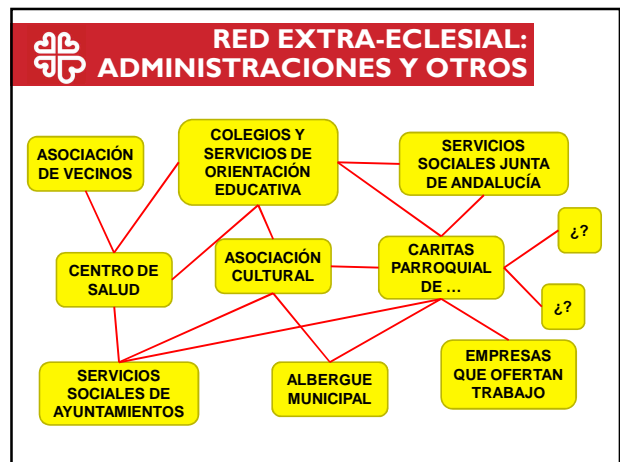 RED EXTRA-ECLESIAL:
ADMINISTRACIONES Y OTROS
ASOCIACIÓN
DE VECINOS
COLEGIOS Y
SERVICIOS DE
ORIENTACIÓN
EDUCATIVA
SERVICIOS
SOCIALES JUNTA
DE ANDALUCÍA
¿?
CENTRO DE
SALUD
ASOCIACIÓN
CULTURAL
CARITAS
PARROQUIAL
DE ...
¿?
SERVICIOS
SOCIALES DE
AYUNTAMIENTOS
ALBERGUE
MUNICIPAL
EMPRESAS
QUE OFERTAN
TRABAJO